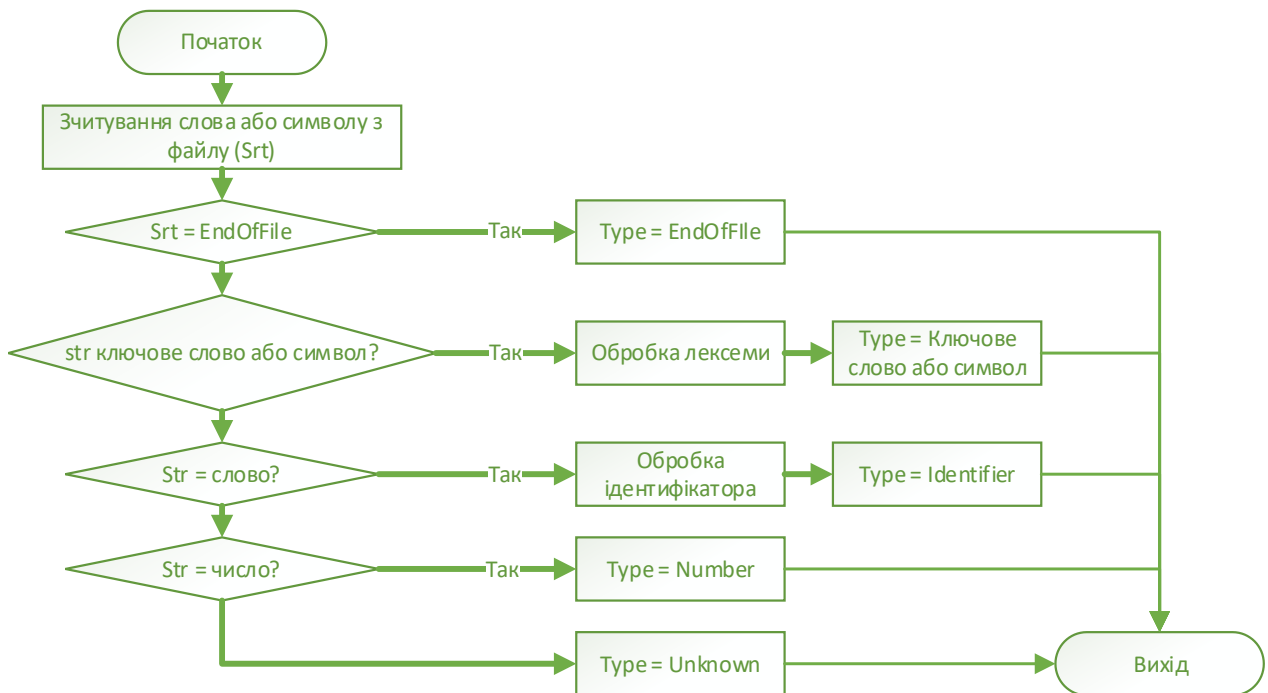 Початок
Зчитування слова або символу з
файлу (Srt)
Srt = EndOfFile
Так
Type = EndOfFIle
str ключове слово або символ?
Так
Обробка лексеми
Type = Ключове
слово або символ
Str = слово?
Так
Обробка
ідентифікатора
Type = Identifier
Str = число?
Так
Type = Number
Type = Unknown
Вихід